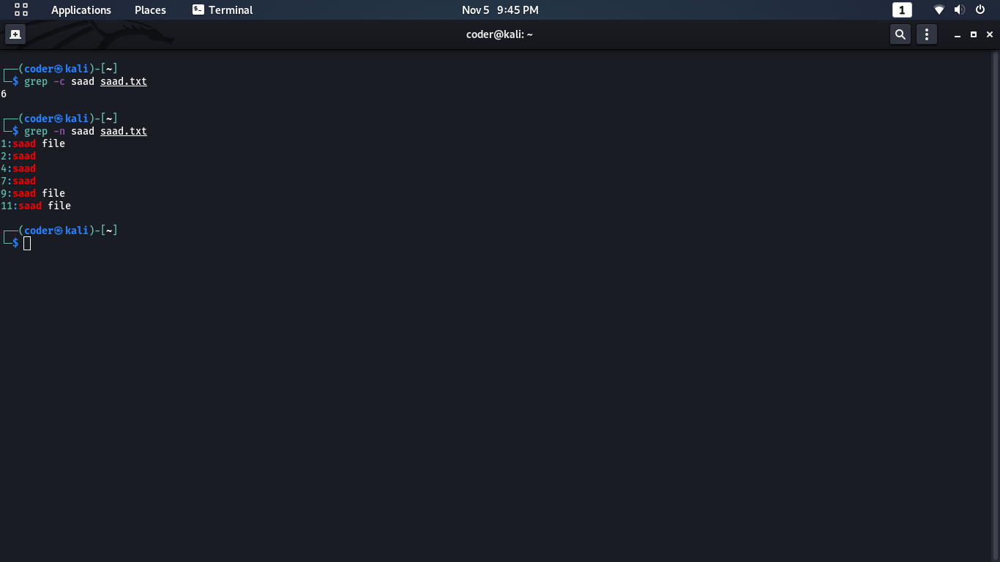 Applications Places Terminal Nov 5 9:45 PM 1
coder@kali: ~
┌──(coder㉿kali)-[~]
└─$ grep -c saad saad.txt
6
┌──(coder㉿kali)-[~]
└─$ grep -n saad saad.txt
1:saad file
2:saad
4:saad
7:saad
9:saad file
11:saad file
┌──(coder㉿kali)-[~]
└─$